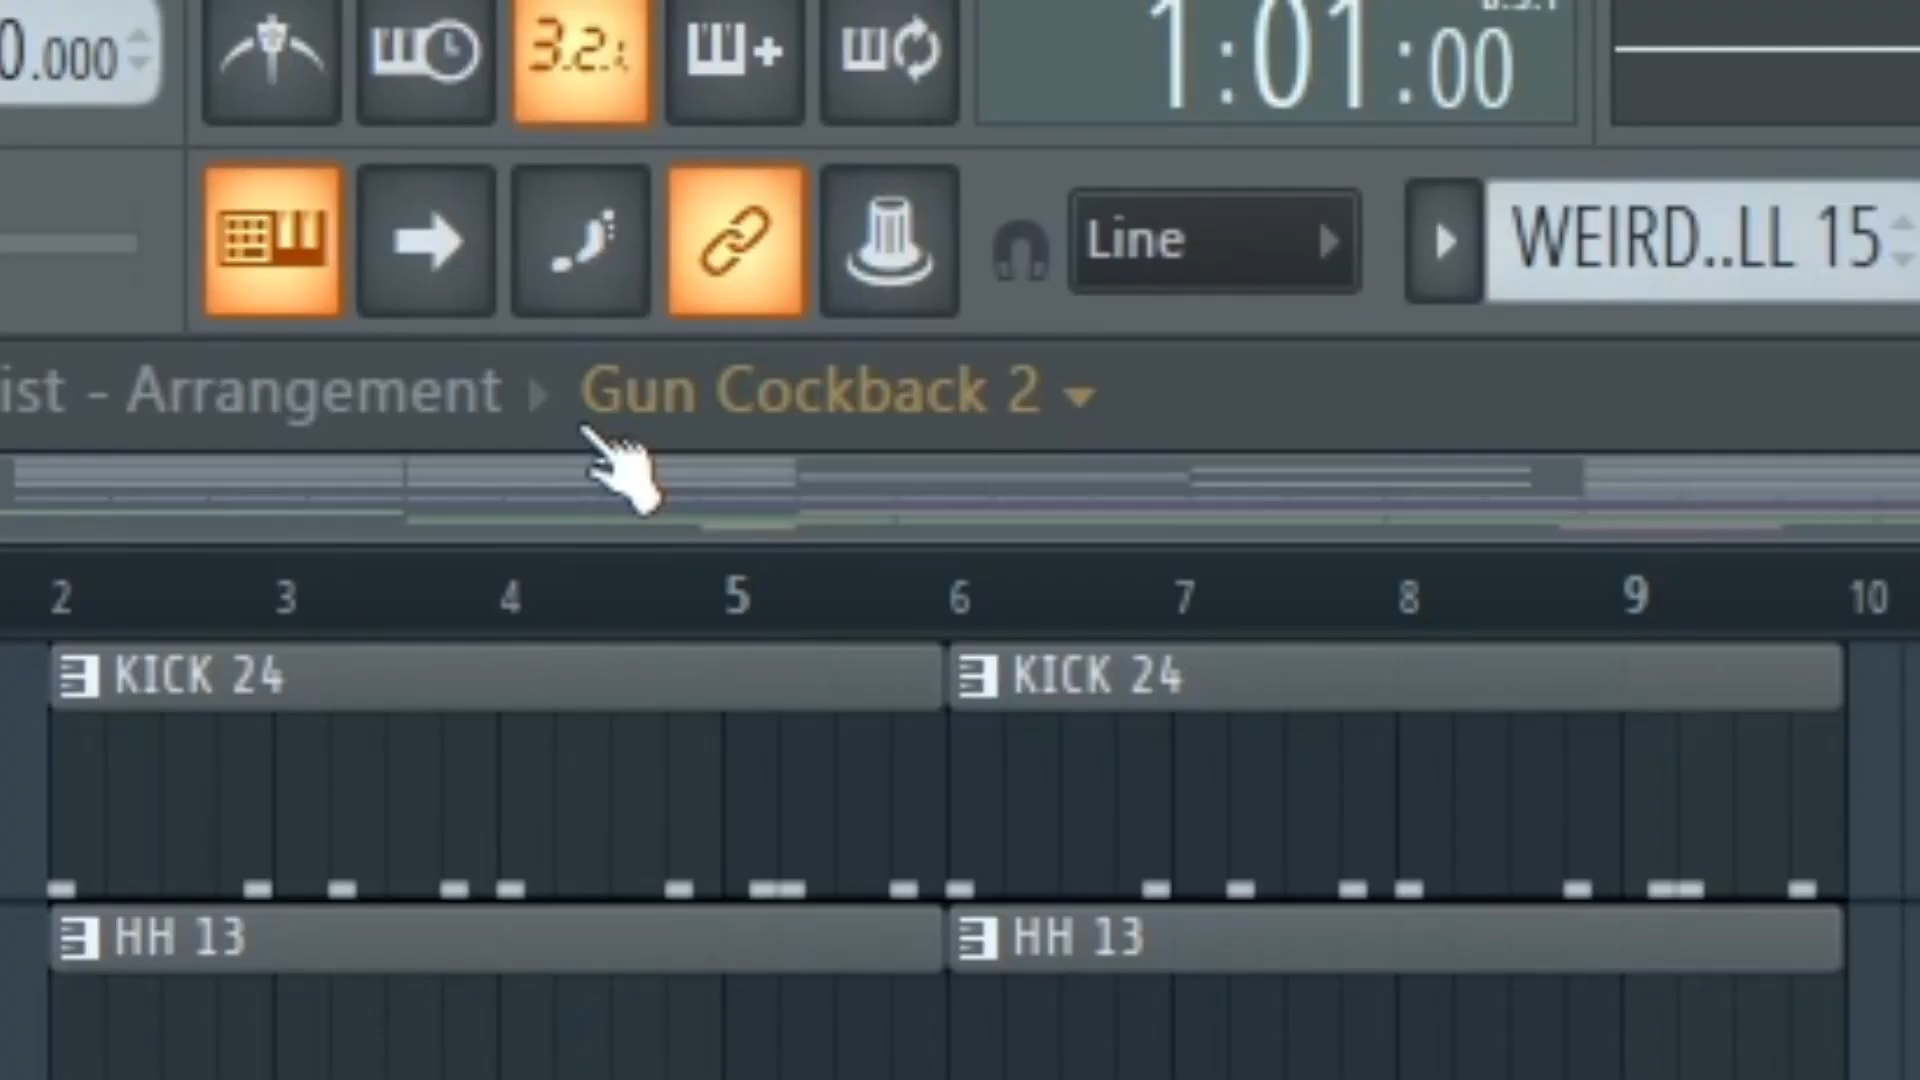 0.000
3.2.
1:01:00
Line
WEIRD..LL 15
ist - Arrangement
Gun Cockback 2
2 3 4 5 6 7 8 9 10
KICK 24 KICK 24
HH 13 HH 13